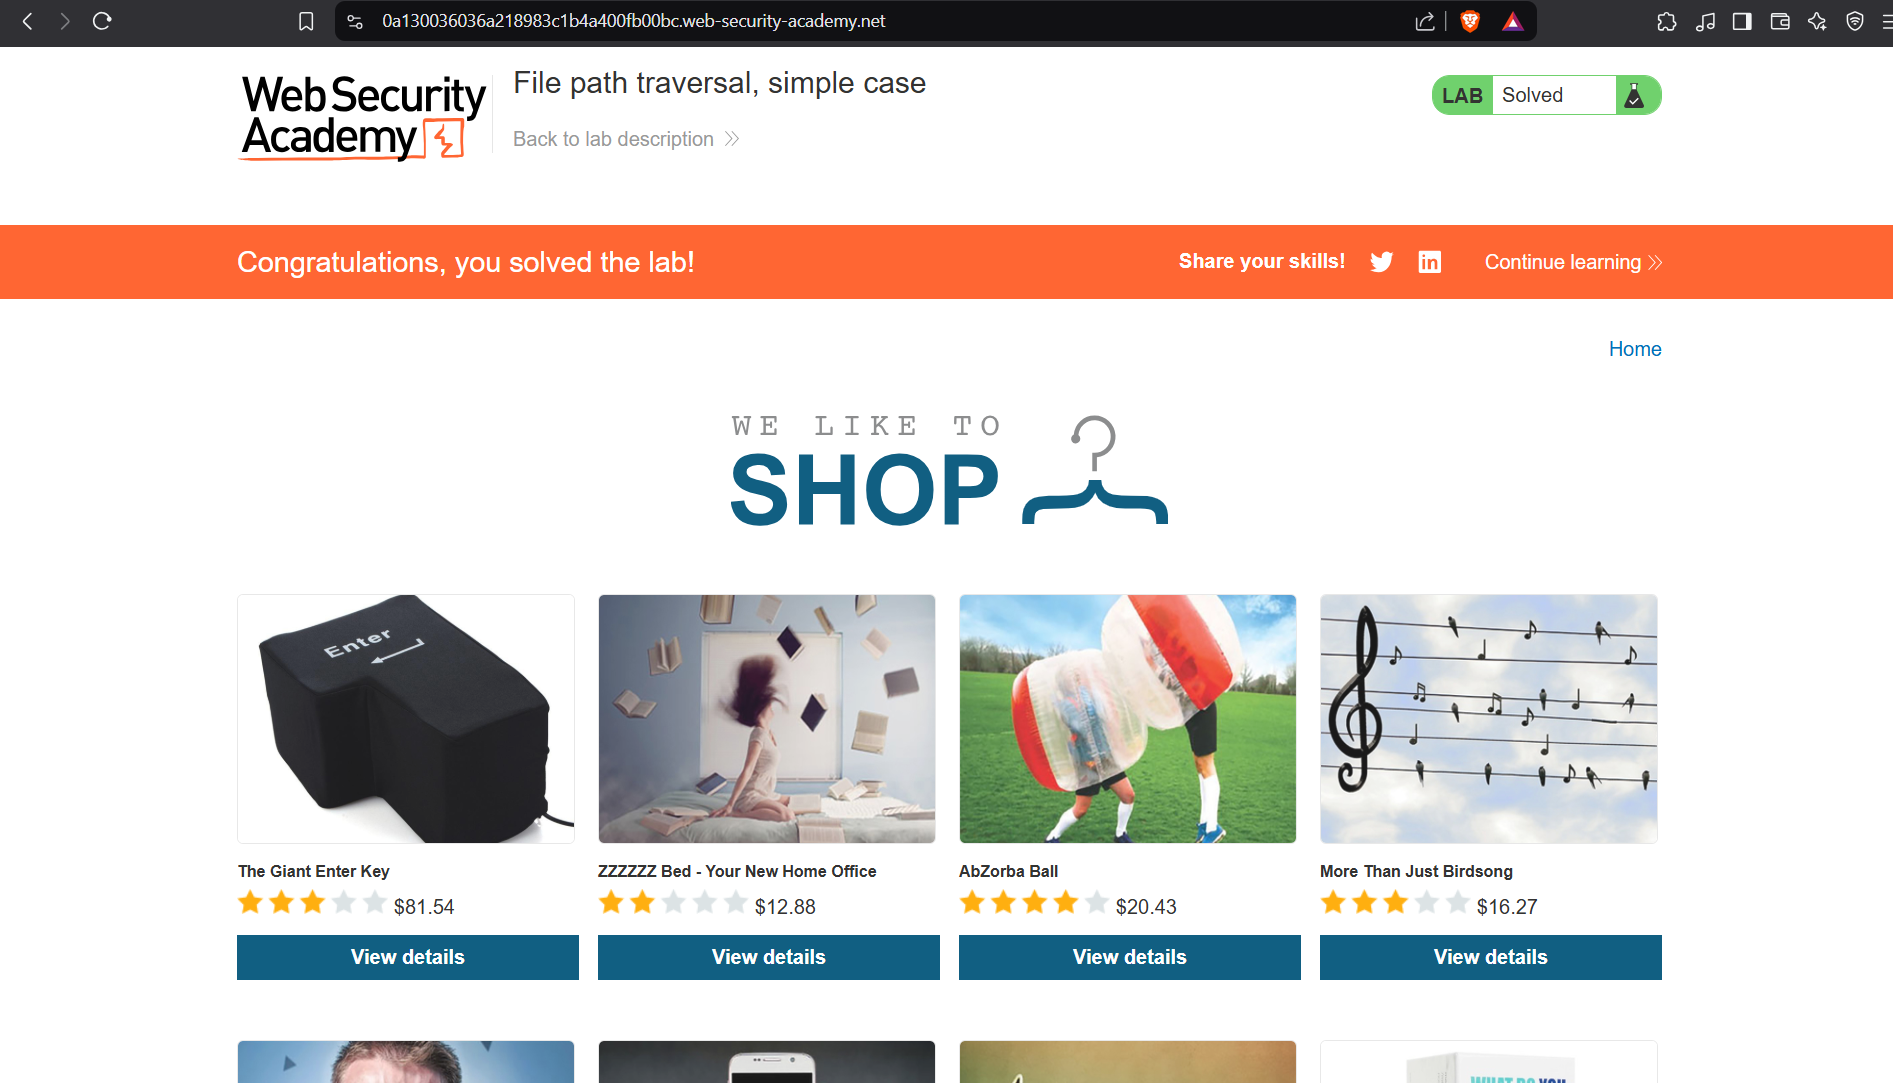 0a130036036a218983c1b4a400fb00bc.web-security-academy.net
Web Security
Academy
File path traversal, simple case
Back to lab description
LAB Solved
Congratulations, you solved the lab!
Share your skills!
Continue learning
Home
WE LIKE TO
SHOP
Enter
The Giant Enter Key
$81.54
View details
ZZZZZZ Bed - Your New Home Office
$12.88
View details
AbZorba Ball
$20.43
View details
More Than Just Birdsong
$16.27
View details
WHAT DO YOU